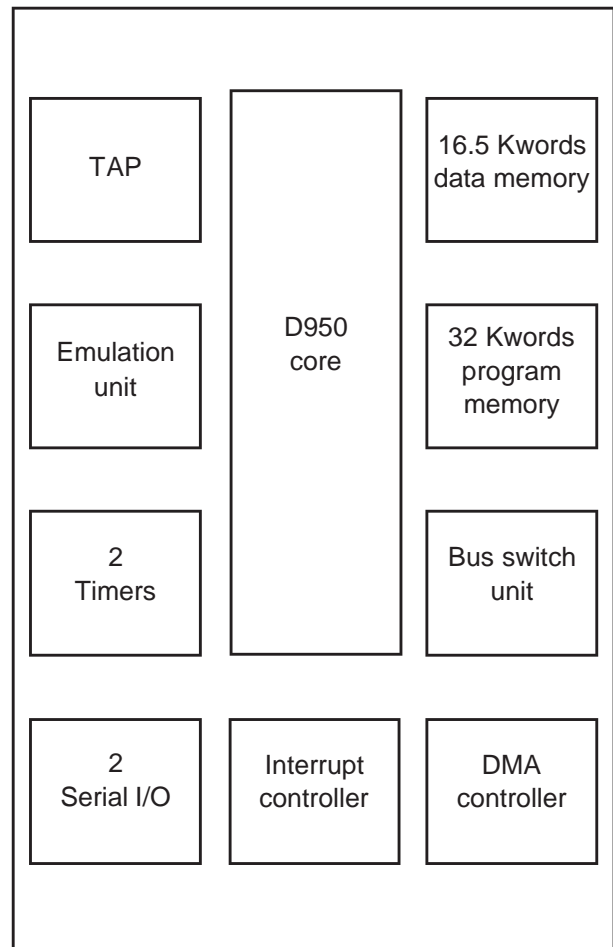 TAP
16.5 Kwords
data memory
D950
core
Emulation
unit
32 Kwords
program
memory
2
Timers
Bus switch
unit
2
Serial I/O
Interrupt
controller
DMA
controller